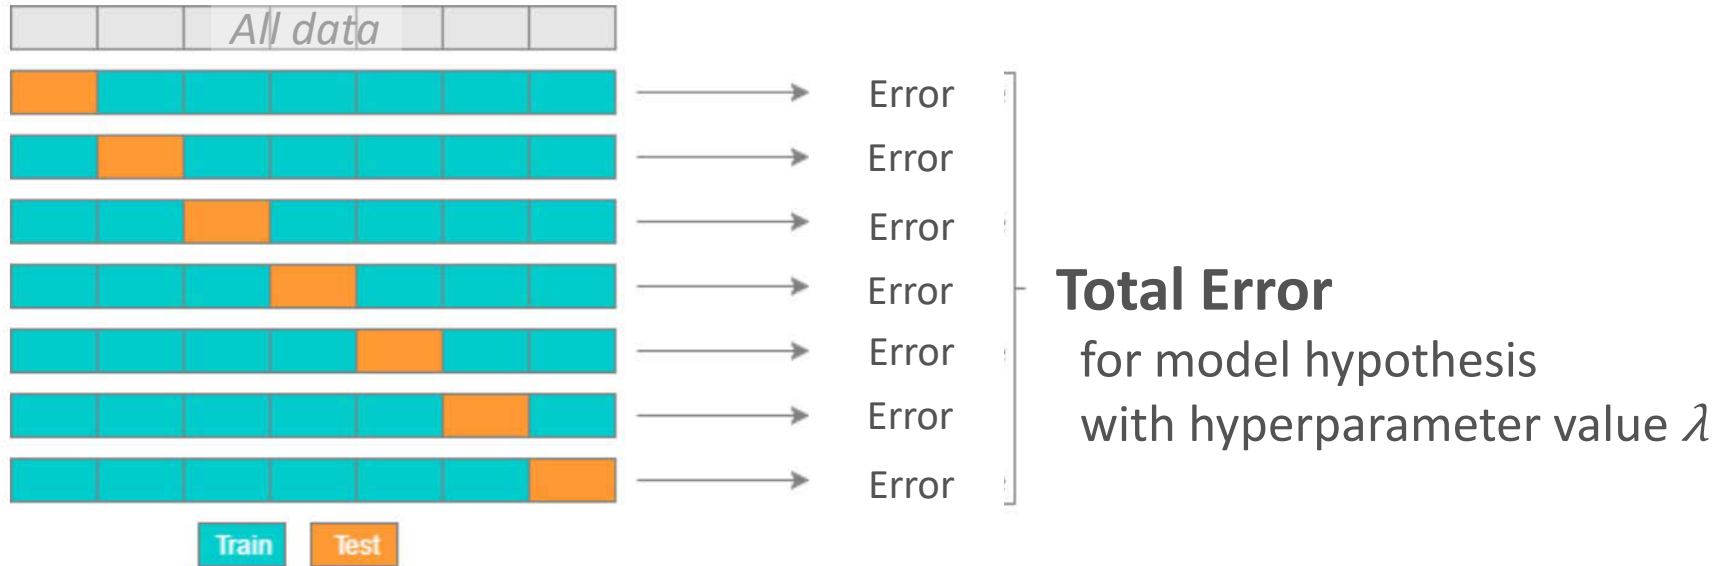 All data
Error
Error
Error
Error
Error
Error
Error
Total Error
for model hypothesis
with hyperparameter value λ
Train Test